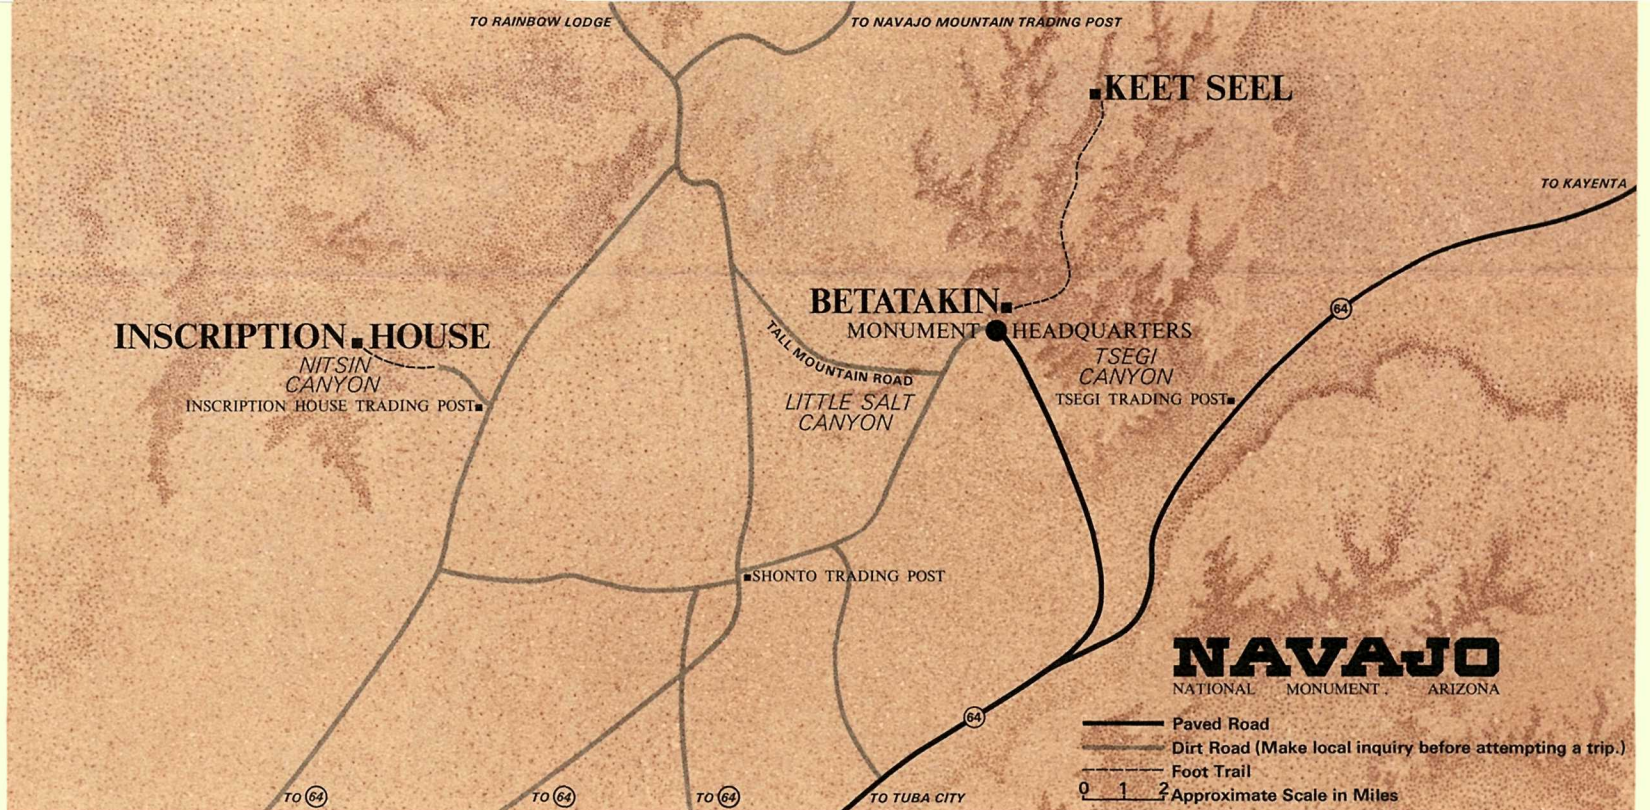 TO RAINBOW LODGE
TO NAVAJO MOUNTAIN TRADING POST
KEET SEEL
TO KAYENTA
BETATAKIN
64
MONUMENT HEADQUARTERS
INSCRIPTION HOUSE
TALL MOUNTAIN ROAD
NITSIN
CANYON
TSEGI
CANYON
INSCRIPTION HOUSE TRADING POST
LITTLE SALT
CANYON
TSEGI TRADING POST
SHONTO TRADING POST
NAVAJO
NATIONAL MONUMENT, ARIZONA
64
Paved Road
Dirt Road (Make local inquiry before attempting a trip.)
Foot Trail
0 1 2 Approximate Scale in Miles
TO 64
TO 64
TO 64
TO TUBA CITY